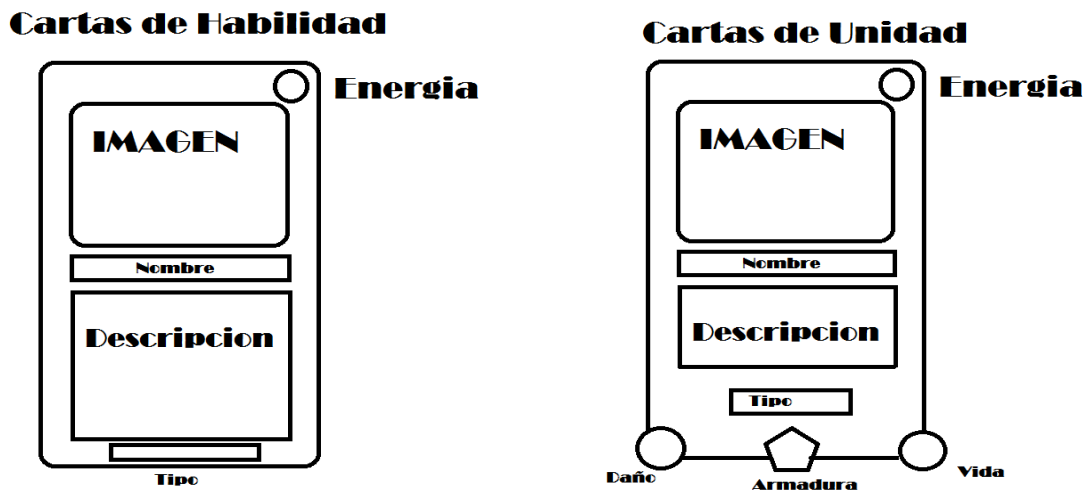 Cartas de Habilidad
Energia
IMAGEN
Nombre
Descripcion
Tipo
Cartas de Unidad
Energia
IMAGEN
Nombre
Descripcion
Tipo
Daño
Armadura
Vida